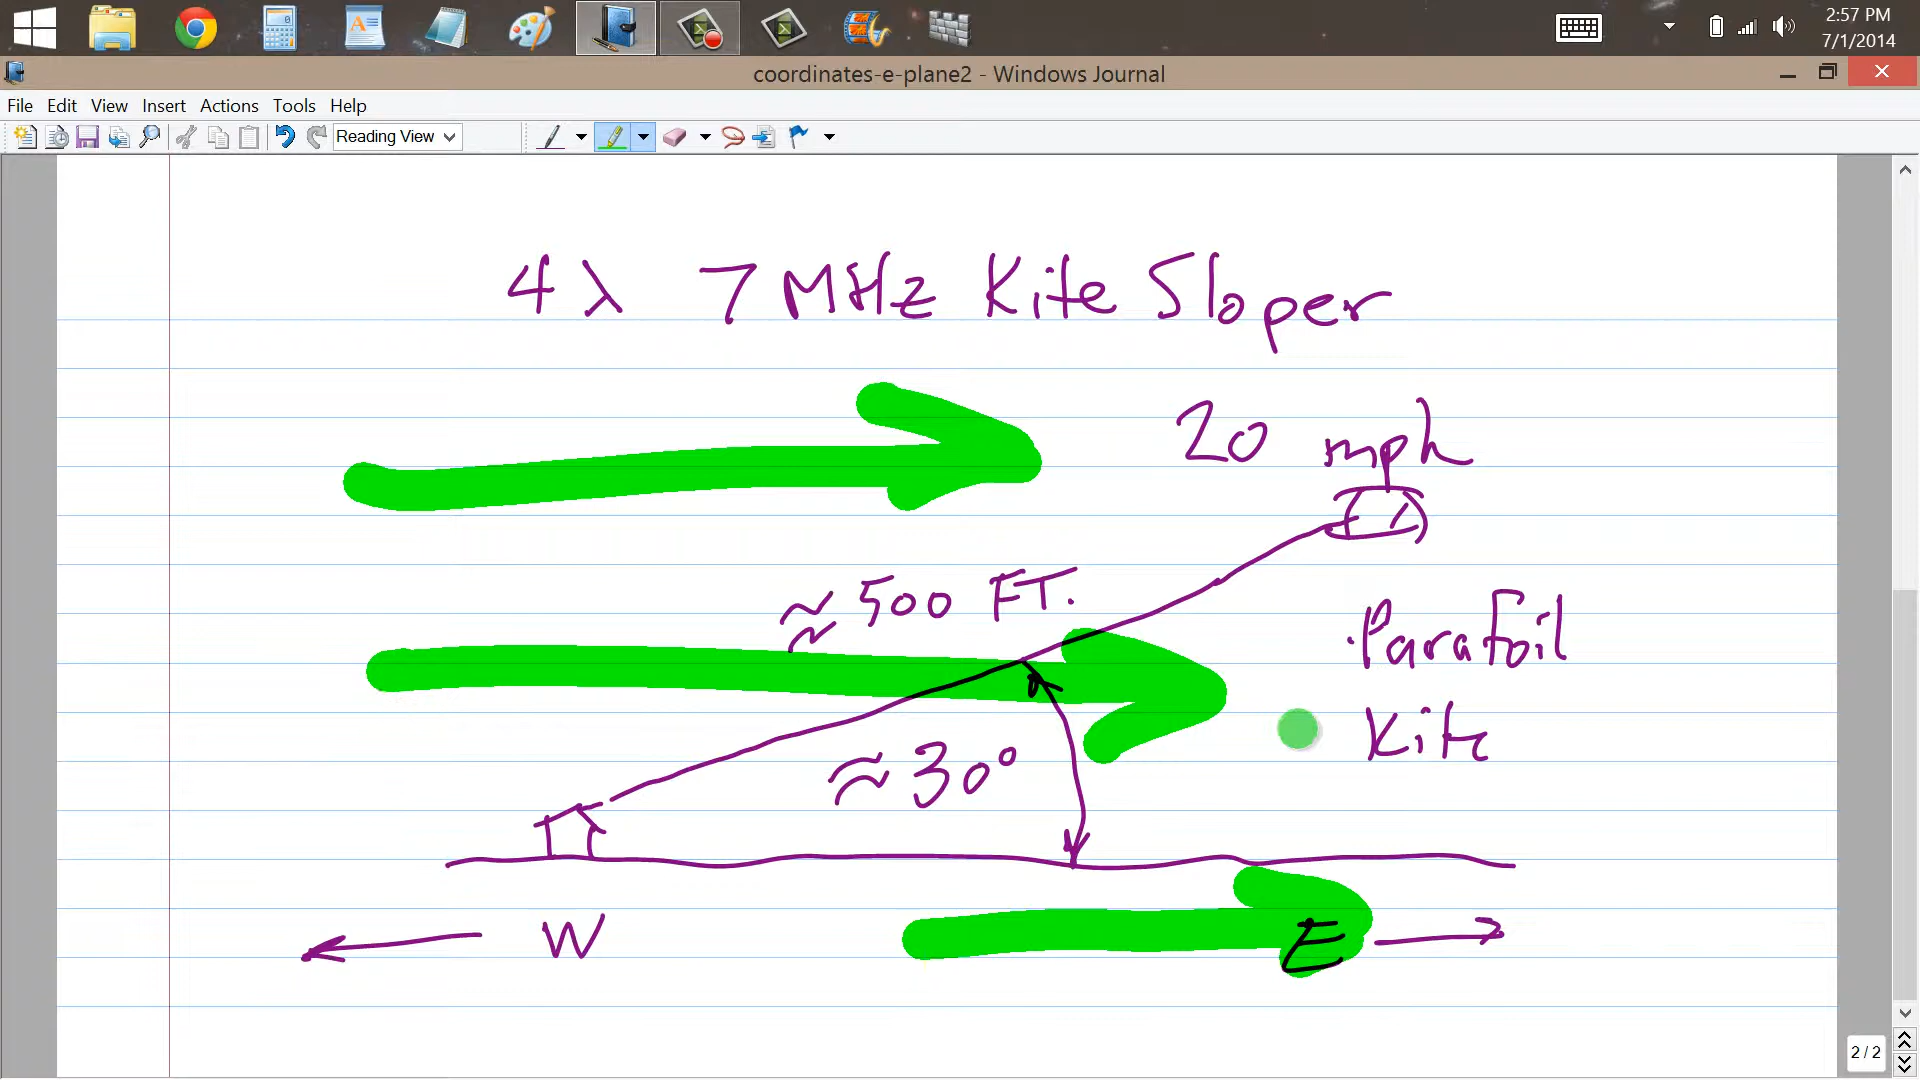 2:57 PM
7/1/2014
coordinates-e-plane2 - Windows Journal
File Edit View Insert Actions Tools Help
Reading View
4λ 7 MHz Kite Sloper
20 mph
≈ 500 FT.
Parafoil
Kite
≈ 30°
W E
2 / 2